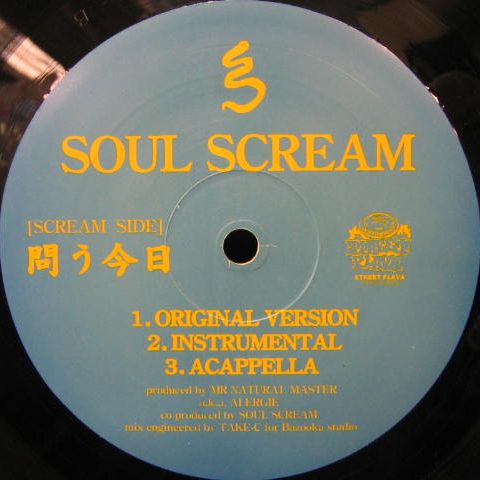 SOUL SCREAM
[SCREAM SIDE]
問う今日
STREET FLAVA
1. ORIGINAL VERSION
2. INSTRUMENTAL
3. ACAPPELLA
produced by MR NATURAL MASTER
a.k.a. ALERGIE
co produced by SOUL SCREAM
mix engineered by TAKE-C for Bazooka studio